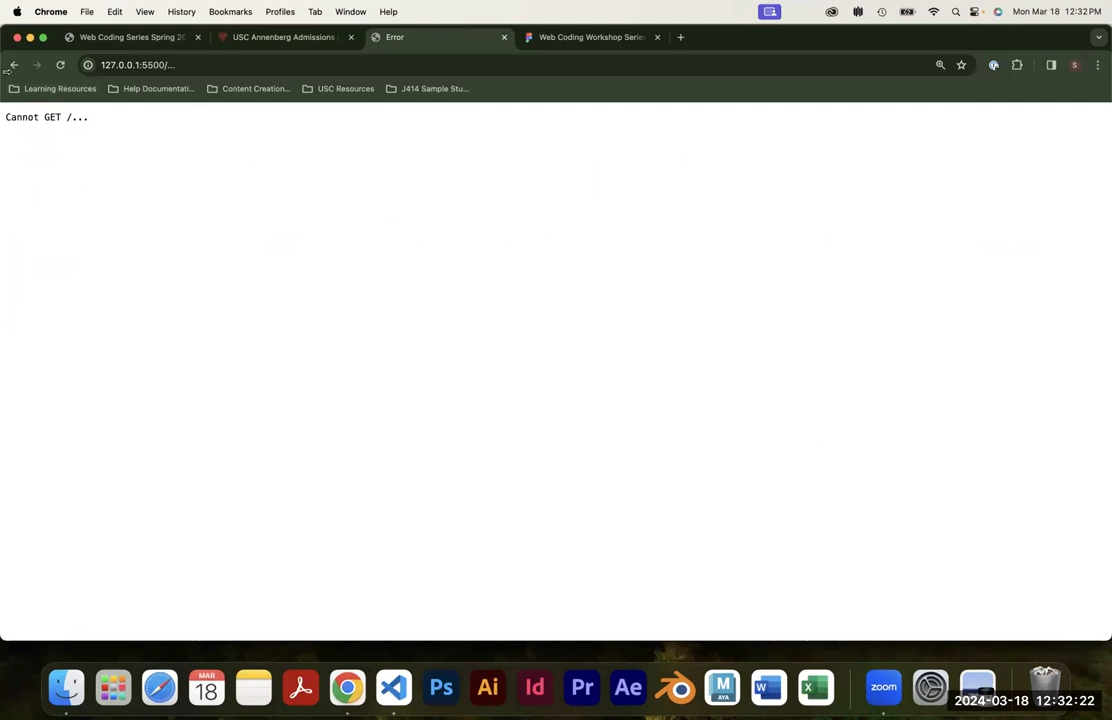 Chrome File Edit View History Bookmarks Profiles Tab Window Help Mon Mar 18 12:32 PM
Web Coding Series Spring 20 USC Annenberg Admissions Error Web Coding Workshop Serie
127.0.0.1:5500/...
S
Learning Resources Help Documentati... Content Creation... USC Resources J414 Sample Stu...
Cannot GET /...
MAR
18
Ps Ai Id Pr Ae MAYA W X zoom
2024-03-18 12:32:22